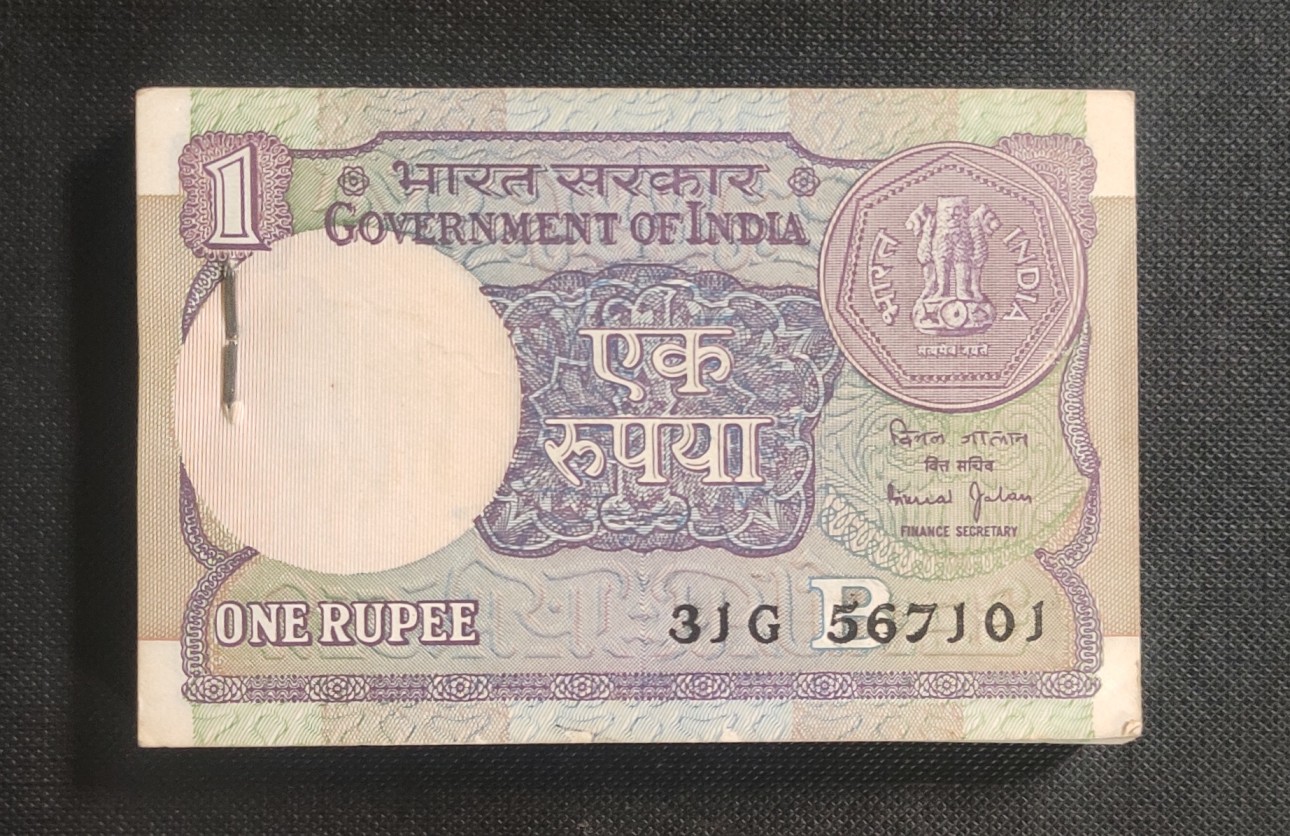 1
भारत सरकार
GOVERNMENT OF INDIA
भारत
INDIA
सत्यमेव जयते
एक
रुपया
विमल जालान
वित्त सचिव
Bimal Jalan
FINANCE SECRETARY
ONE RUPEE
31G 567101
B